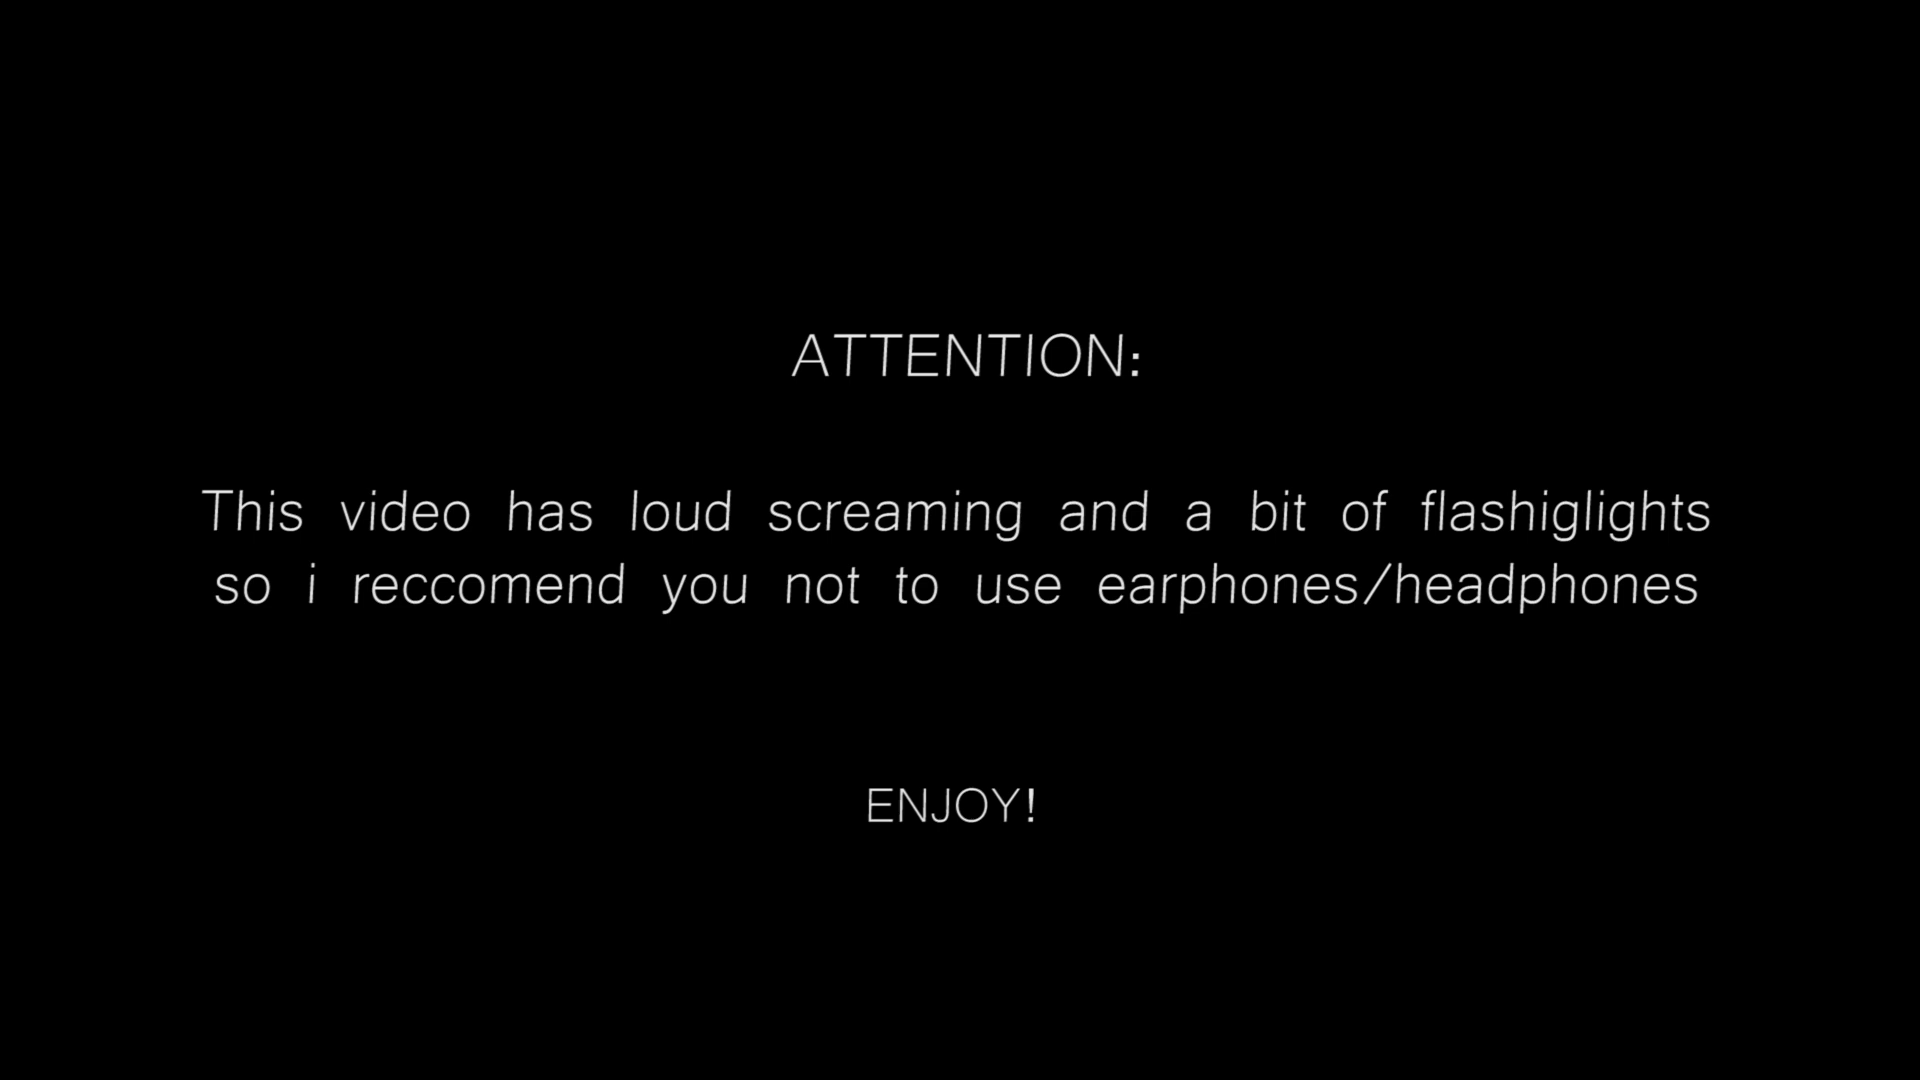 ATTENTION:
This video has loud screaming and a bit of flashiglights
so i reccomend you not to use earphones/headphones
ENJOY!